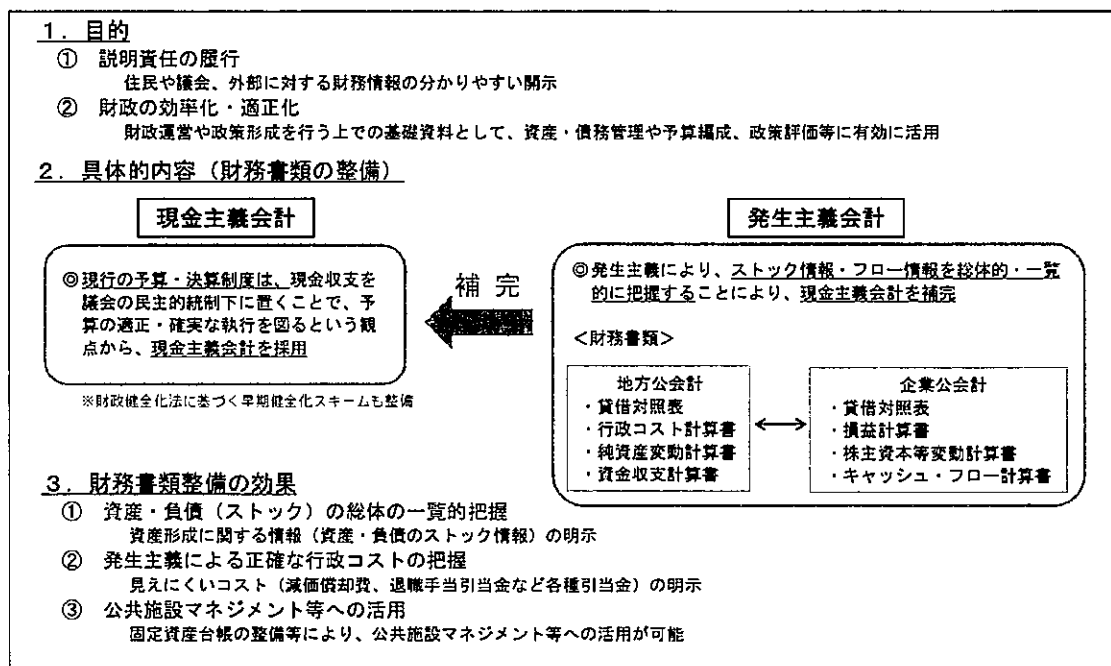 １．目的
① 説明責任の履行
住民や議会、外部に対する財務情報の分かりやすい開示
② 財政の効率化・適正化
財政運営や政策形成を行う上での基礎資料として、資産・債務管理や予算編成、政策評価等に有効に活用
２．具体的内容（財務書類の整備）
現金主義会計
◎現行の予算・決算制度は、現金収支を
議会の民主的統制下に置くことで、予
算の適正・確実な執行を図るという観
点から、現金主義会計を採用
※財政健全化法に基づく早期健全化スキームも整備
補 完
発生主義会計
◎発生主義により、ストック情報・フロー情報を総体的・一覧
的に把握することにより、現金主義会計を補完
＜財務書類＞
地方公会計
・貸借対照表
・行政コスト計算書
・純資産変動計算書
・資金収支計算書
企業公会計
・貸借対照表
・損益計算書
・株主資本等変動計算書
・キャッシュ・フロー計算書
３．財務書類整備の効果
① 資産・負債（ストック）の総体の一覧的把握
資産形成に関する情報（資産・負債のストック情報）の明示
② 発生主義による正確な行政コストの把握
見えにくいコスト（減価償却費、退職手当引当金など各種引当金）の明示
③ 公共施設マネジメント等への活用
固定資産台帳の整備等により、公共施設マネジメント等への活用が可能